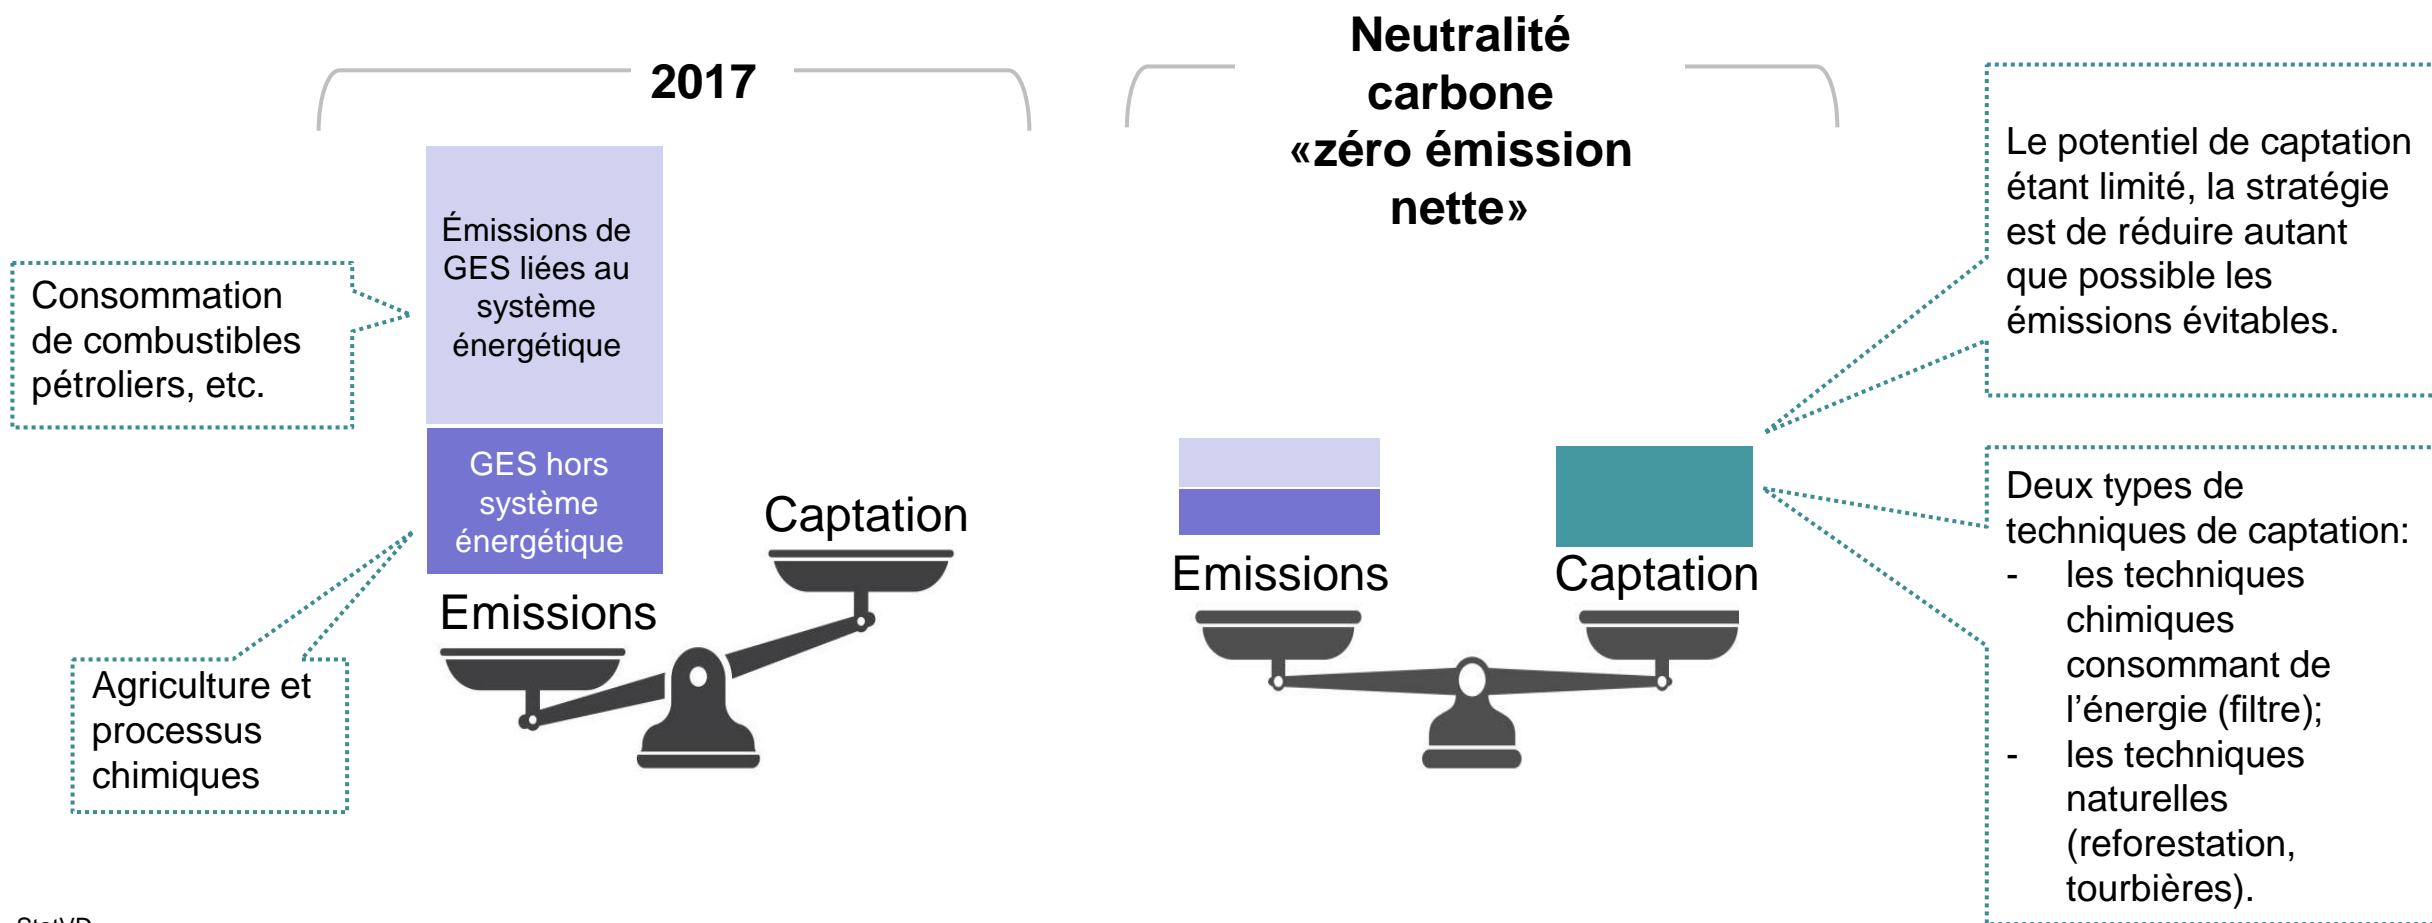 2017
Neutralité
carbone
«zéro émission
nette»
Consommation
de combustibles
pétroliers, etc.
Émissions de
GES liées au
système
énergétique
GES hors
système
énergétique
Emissions
Captation
Agriculture et
processus
chimiques
Emissions
Captation
Le potentiel de captation
étant limité, la stratégie
est de réduire autant
que possible les
émissions évitables.
Deux types de
techniques de captation:
- les techniques
chimiques
consommant de
l’énergie (filtre);
- les techniques
naturelles
(reforestation,
tourbières).